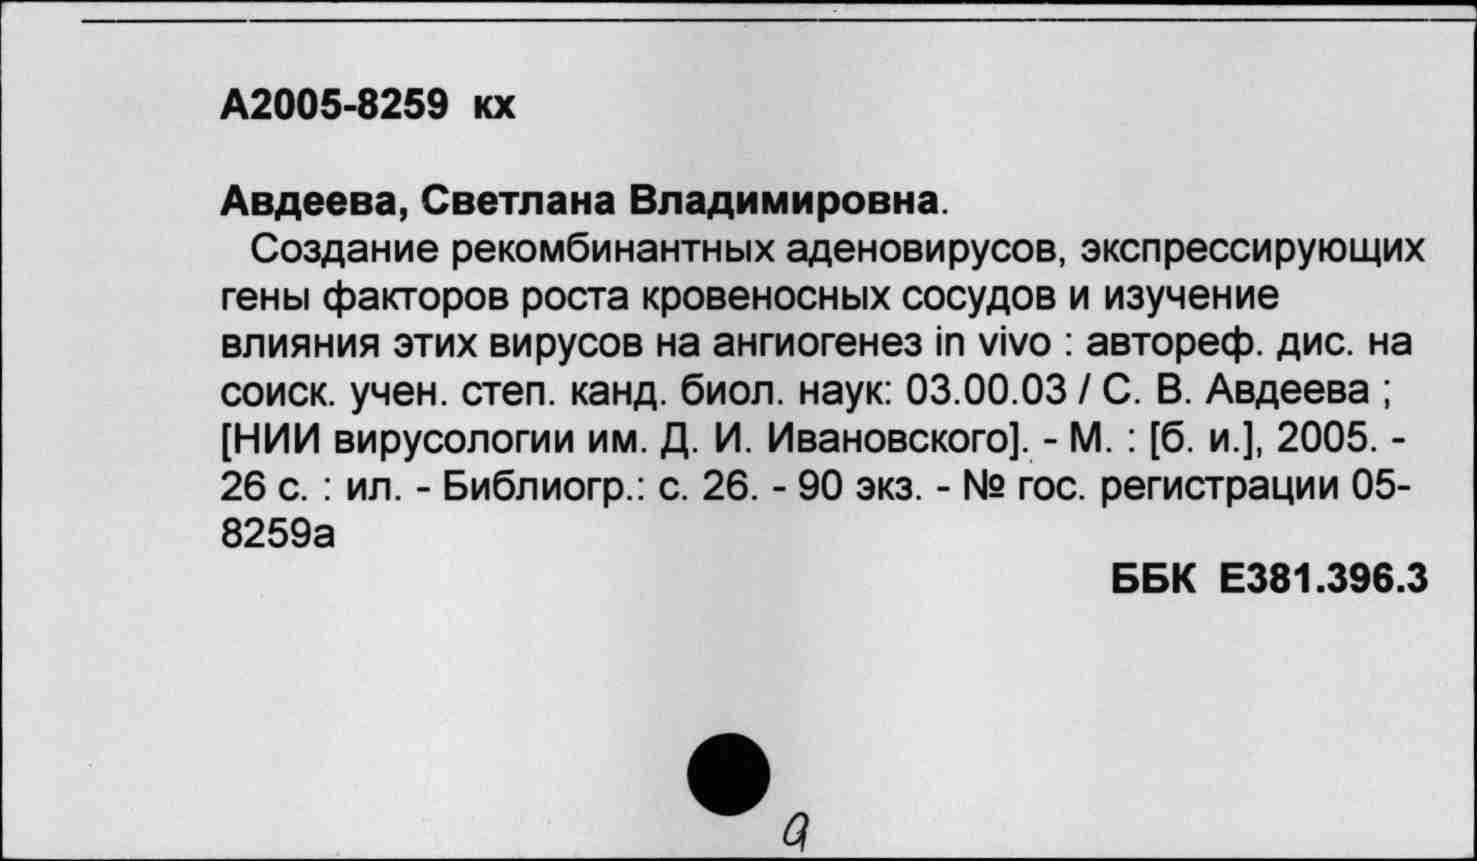 А2005-8259 кх
Авдеева, Светлана Владимировна.
Создание рекомбинантных аденовирусов, экспрессирующих
гены факторов роста кровеносных сосудов и изучение
влияния этих вирусов на ангиогенез in vivo : автореф. дис. на
соиск. учен. степ. канд. биол. наук: 03.00.03 / С. В. Авдеева ;
[НИИ вирусологии им. Д. И. Ивановского]. - М. : [б. и.], 2005. -
26 с. : ил. - Библиогр.: с. 26. - 90 экз. - № гос. регистрации 05-
8259а
ББК Е381.396.3